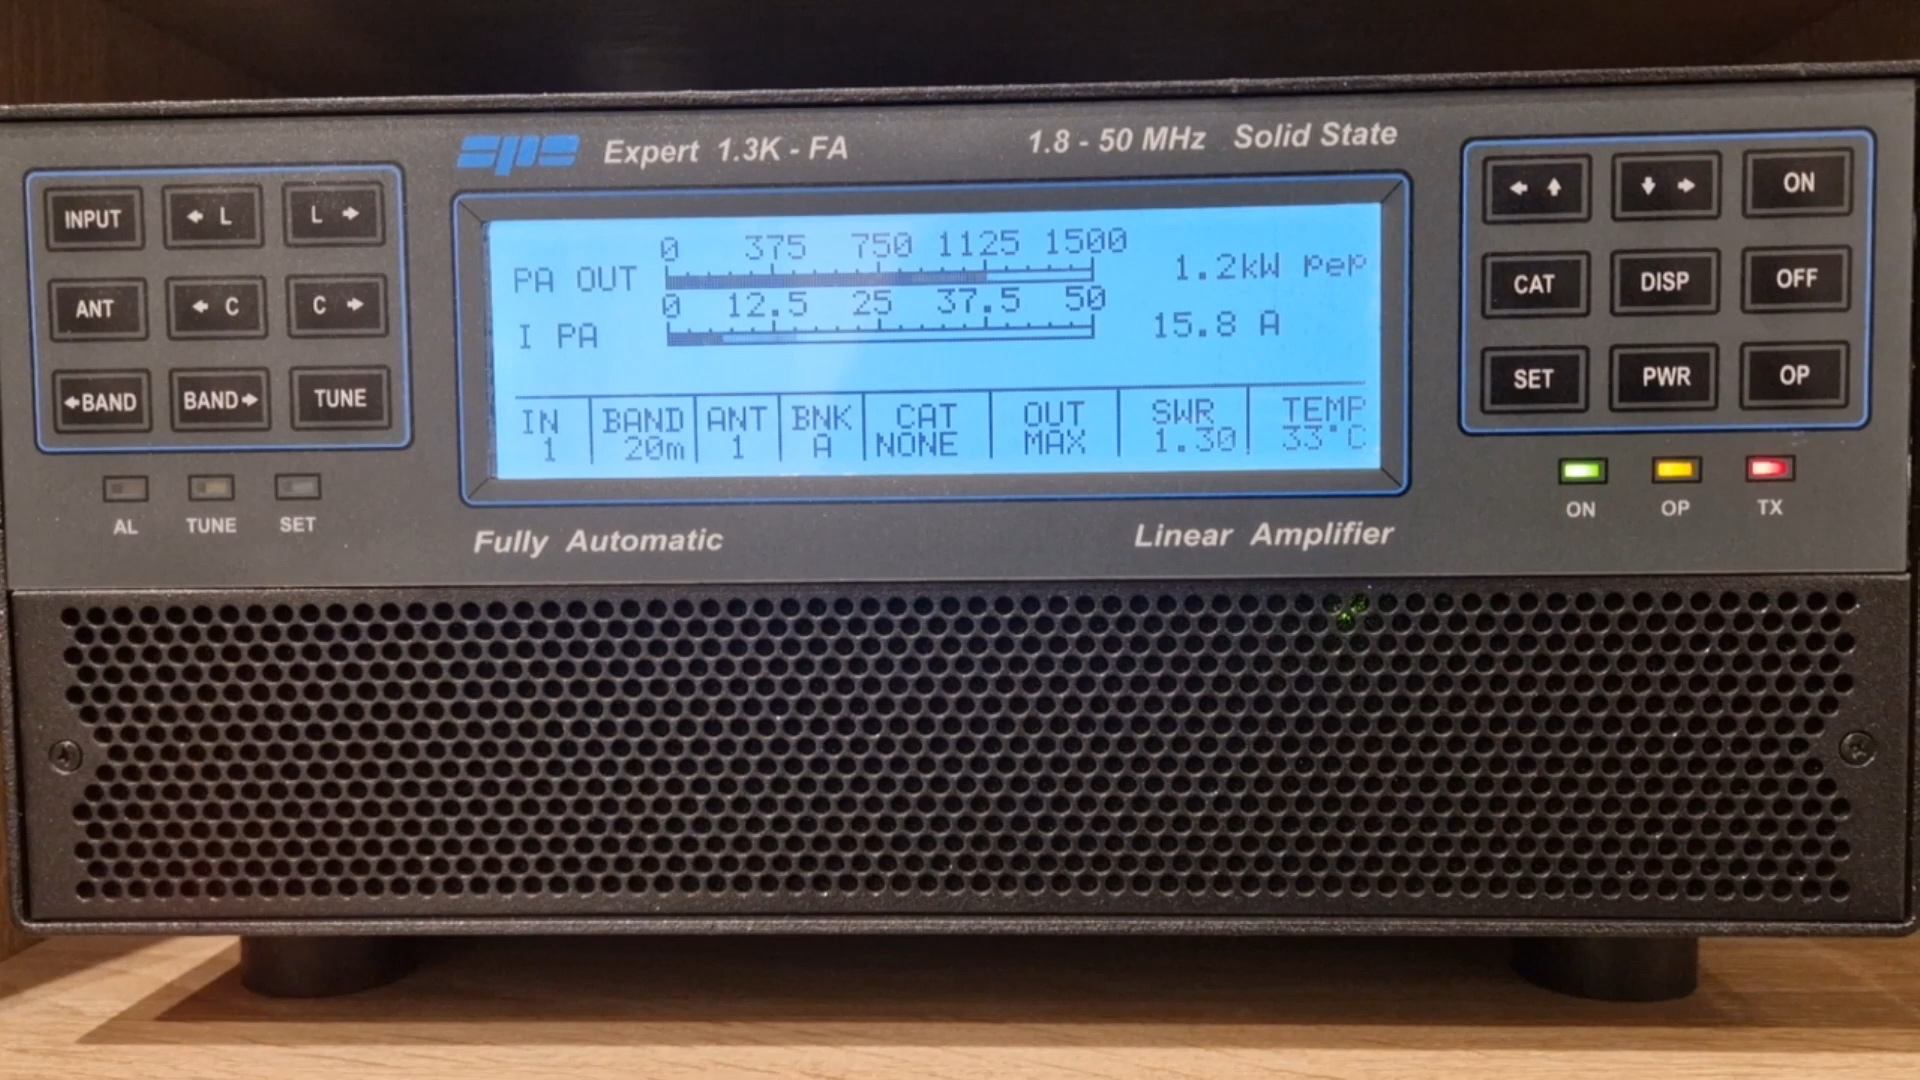 spe Expert 1.3K - FA 1.8 - 50 MHz Solid State
INPUT ← L L →
ANT ← C C →
←BAND BAND→ TUNE
AL TUNE SET
0 375 750 1125 1500
PA OUT 1.2kW pep
0 12.5 25 37.5 50
I PA 15.8 A
IN BAND ANT BNK CAT OUT SWR TEMP
1 20m 1 A NONE MAX 1.30 33°C
Fully Automatic Linear Amplifier
← ↑ ↓ → ON
CAT DISP OFF
SET PWR OP
ON OP TX